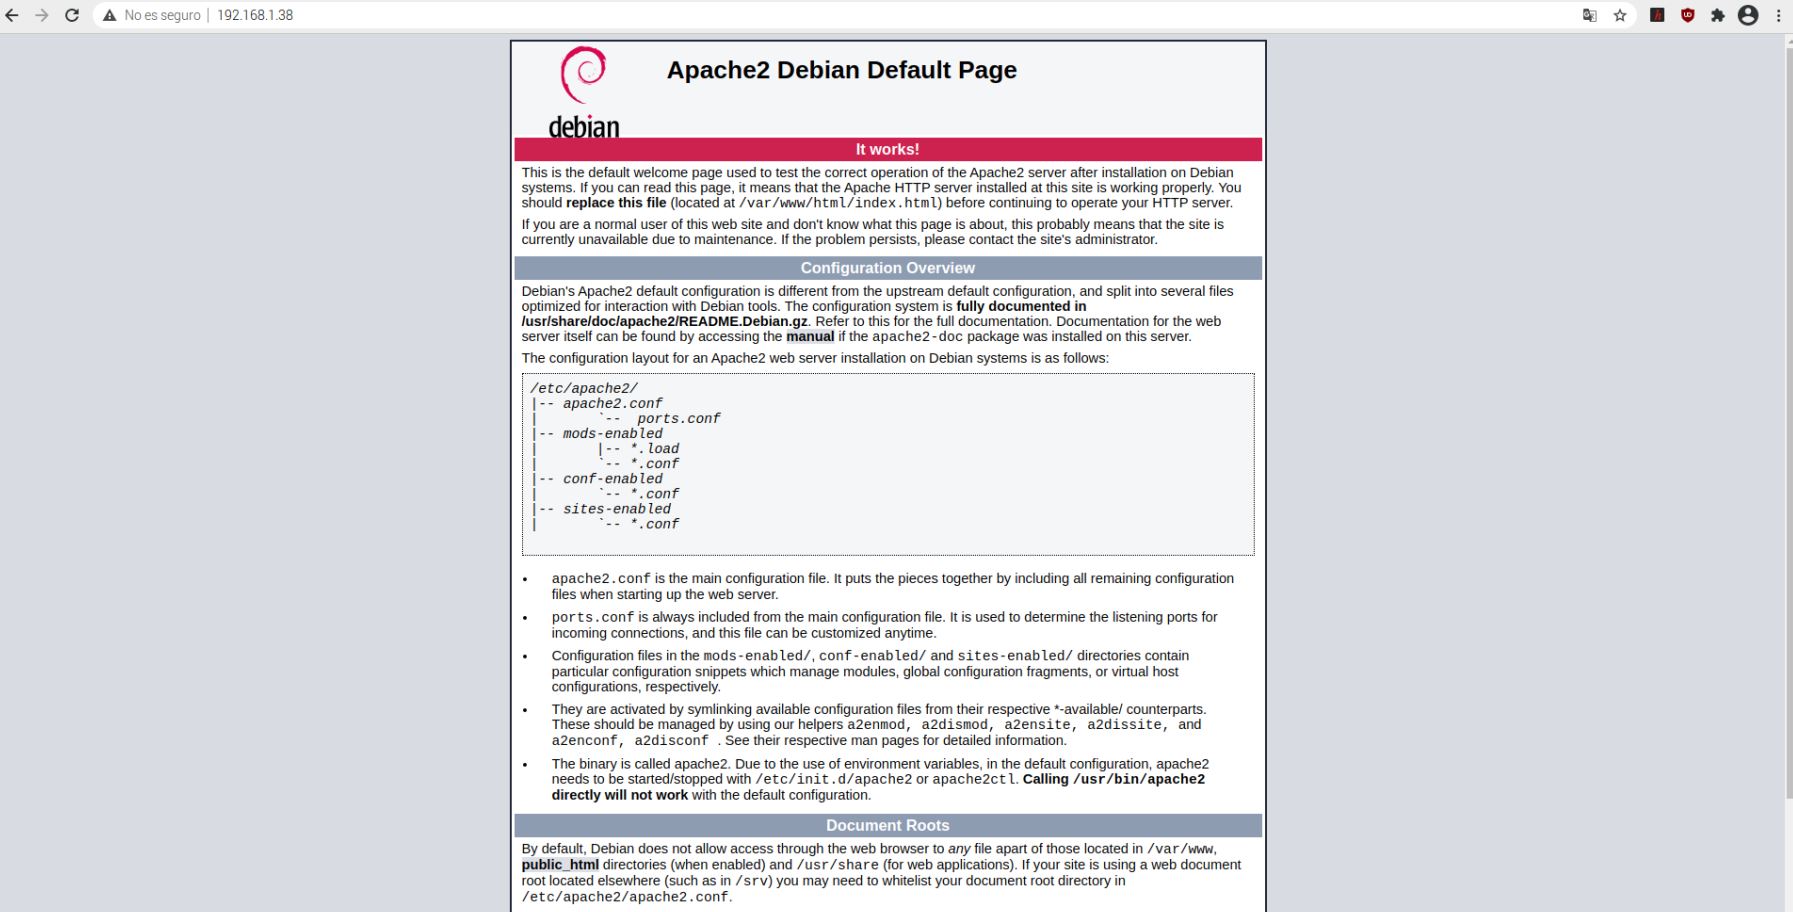 No es seguro | 192.168.1.38
debian
Apache2 Debian Default Page
It works!
This is the default welcome page used to test the correct operation of the Apache2 server after installation on Debian
systems. If you can read this page, it means that the Apache HTTP server installed at this site is working properly. You
should replace this file (located at /var/www/html/index.html) before continuing to operate your HTTP server.
If you are a normal user of this web site and don't know what this page is about, this probably means that the site is
currently unavailable due to maintenance. If the problem persists, please contact the site's administrator.
Configuration Overview
Debian's Apache2 default configuration is different from the upstream default configuration, and split into several files
optimized for interaction with Debian tools. The configuration system is fully documented in
/usr/share/doc/apache2/README.Debian.gz. Refer to this for the full documentation. Documentation for the web
server itself can be found by accessing the manual if the apache2-doc package was installed on this server.
The configuration layout for an Apache2 web server installation on Debian systems is as follows:
/etc/apache2/
|-- apache2.conf
|       `--  ports.conf
|-- mods-enabled
|       |-- *.load
|       `-- *.conf
|-- conf-enabled
|       `-- *.conf
|-- sites-enabled
|       `-- *.conf
• apache2.conf is the main configuration file. It puts the pieces together by including all remaining configuration
files when starting up the web server.
• ports.conf is always included from the main configuration file. It is used to determine the listening ports for
incoming connections, and this file can be customized anytime.
• Configuration files in the mods-enabled/, conf-enabled/ and sites-enabled/ directories contain
particular configuration snippets which manage modules, global configuration fragments, or virtual host
configurations, respectively.
• They are activated by symlinking available configuration files from their respective *-available/ counterparts.
These should be managed by using our helpers a2enmod, a2dismod, a2ensite, a2dissite, and
a2enconf, a2disconf . See their respective man pages for detailed information.
• The binary is called apache2. Due to the use of environment variables, in the default configuration, apache2
needs to be started/stopped with /etc/init.d/apache2 or apache2ctl. Calling /usr/bin/apache2
directly will not work with the default configuration.
Document Roots
By default, Debian does not allow access through the web browser to any file apart of those located in /var/www,
public_html directories (when enabled) and /usr/share (for web applications). If your site is using a web document
root located elsewhere (such as in /srv) you may need to whitelist your document root directory in
/etc/apache2/apache2.conf.